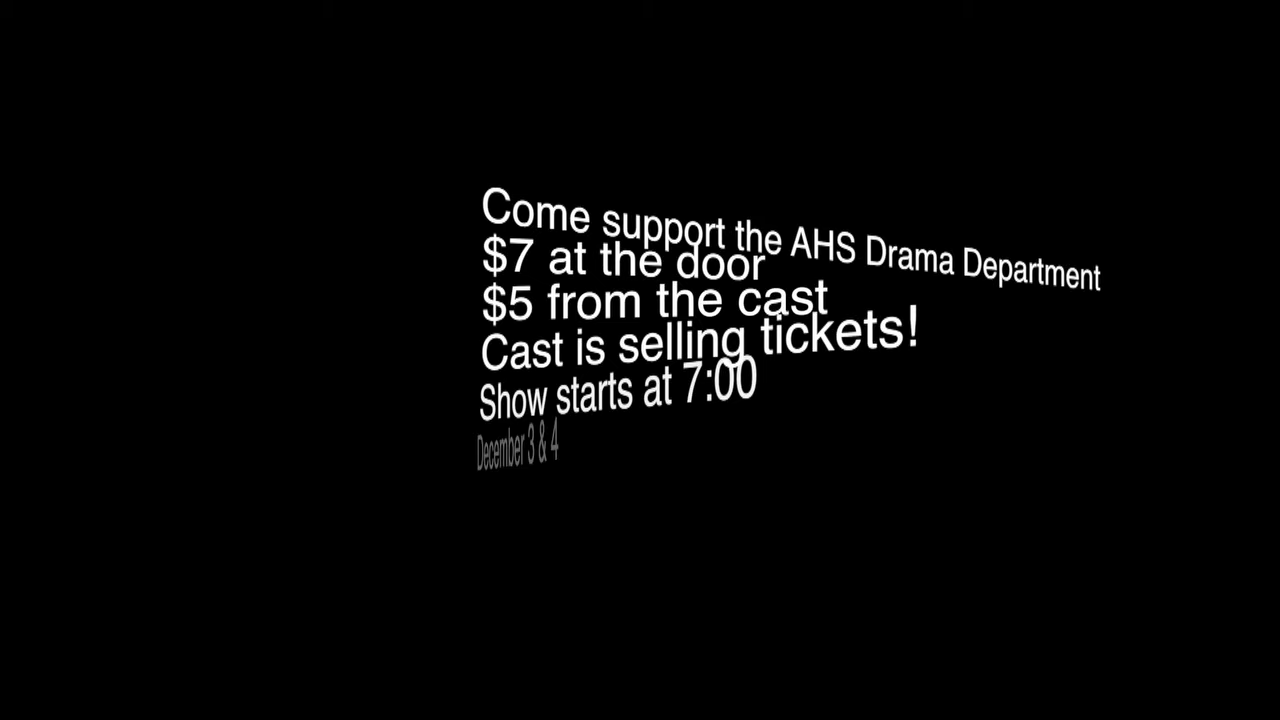 Come support the AHS Drama Department
$7 at the door
$5 from the cast
Cast is selling tickets!
Show starts at 7:00
December 3 & 4